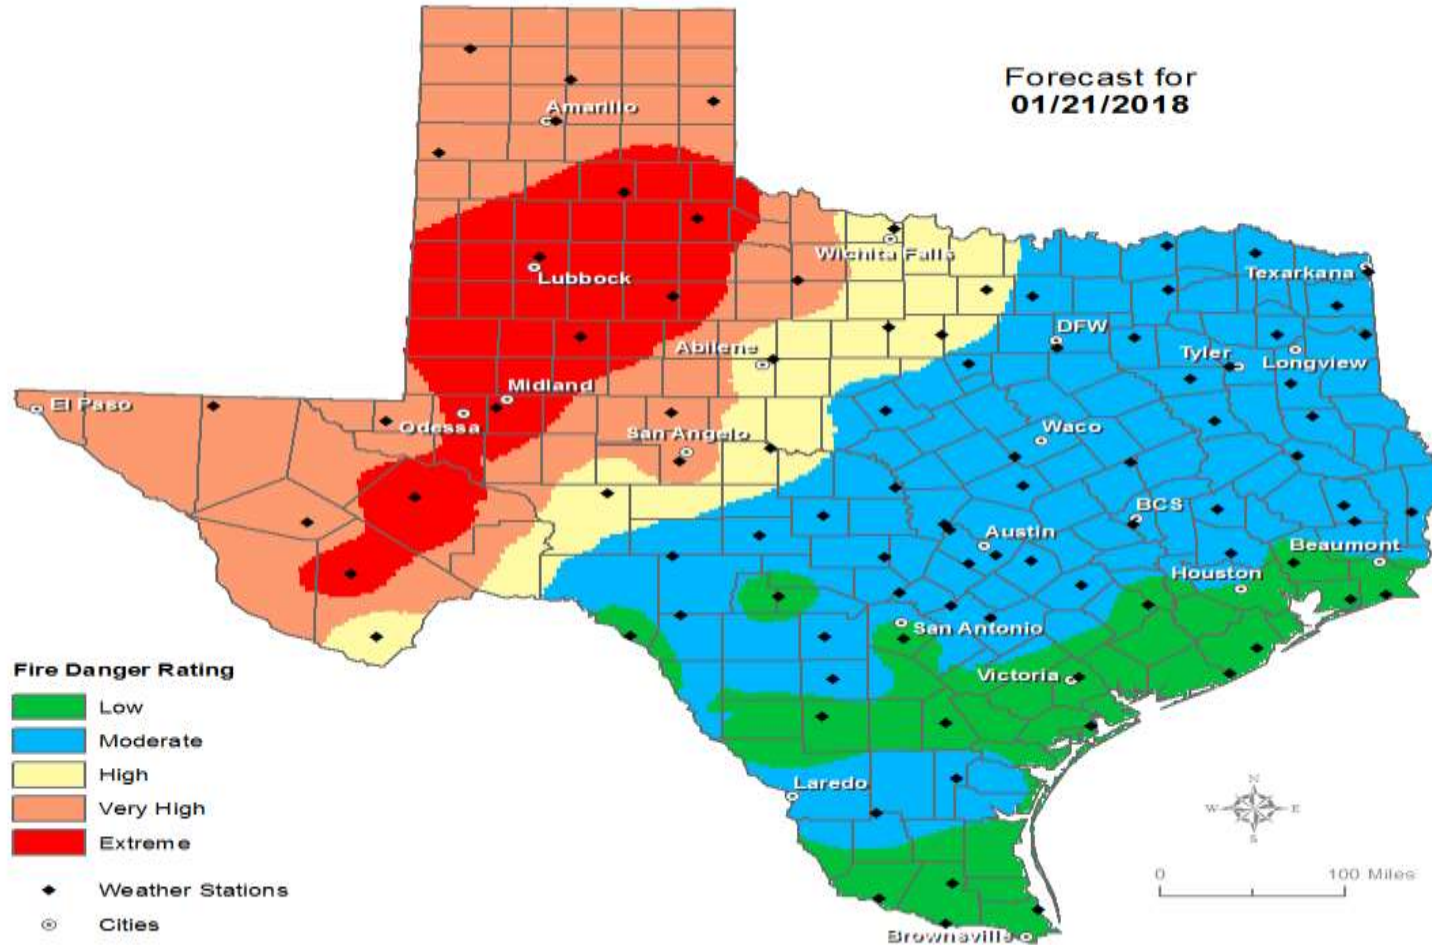 Forecast for
01/21/2018
Amarillo
Wichita Falls
Lubbock
Texarkana
DFW
Abilene
Tyler
Longview
Midland
El Paso
Odessa
San Angelo
Waco
BCS
Austin
Beaumont
Houston
San Antonio
Victoria
Laredo
Brownsville
Fire Danger Rating
Low
Moderate
High
Very High
Extreme
Weather Stations
Cities
N
W E
S
0 100 Miles